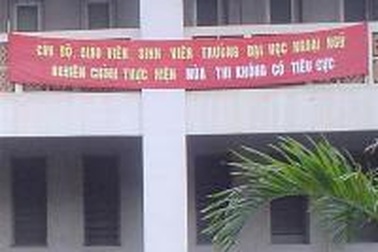 CÁN BỘ, GIÁO VIÊN, SINH VIÊN TRƯỜNG ĐẠI HỌC NGOẠI NGỮ
NGHIÊM CHỈNH THỰC HIỆN MÙA THI KHÔNG CÓ TIÊU CỰC